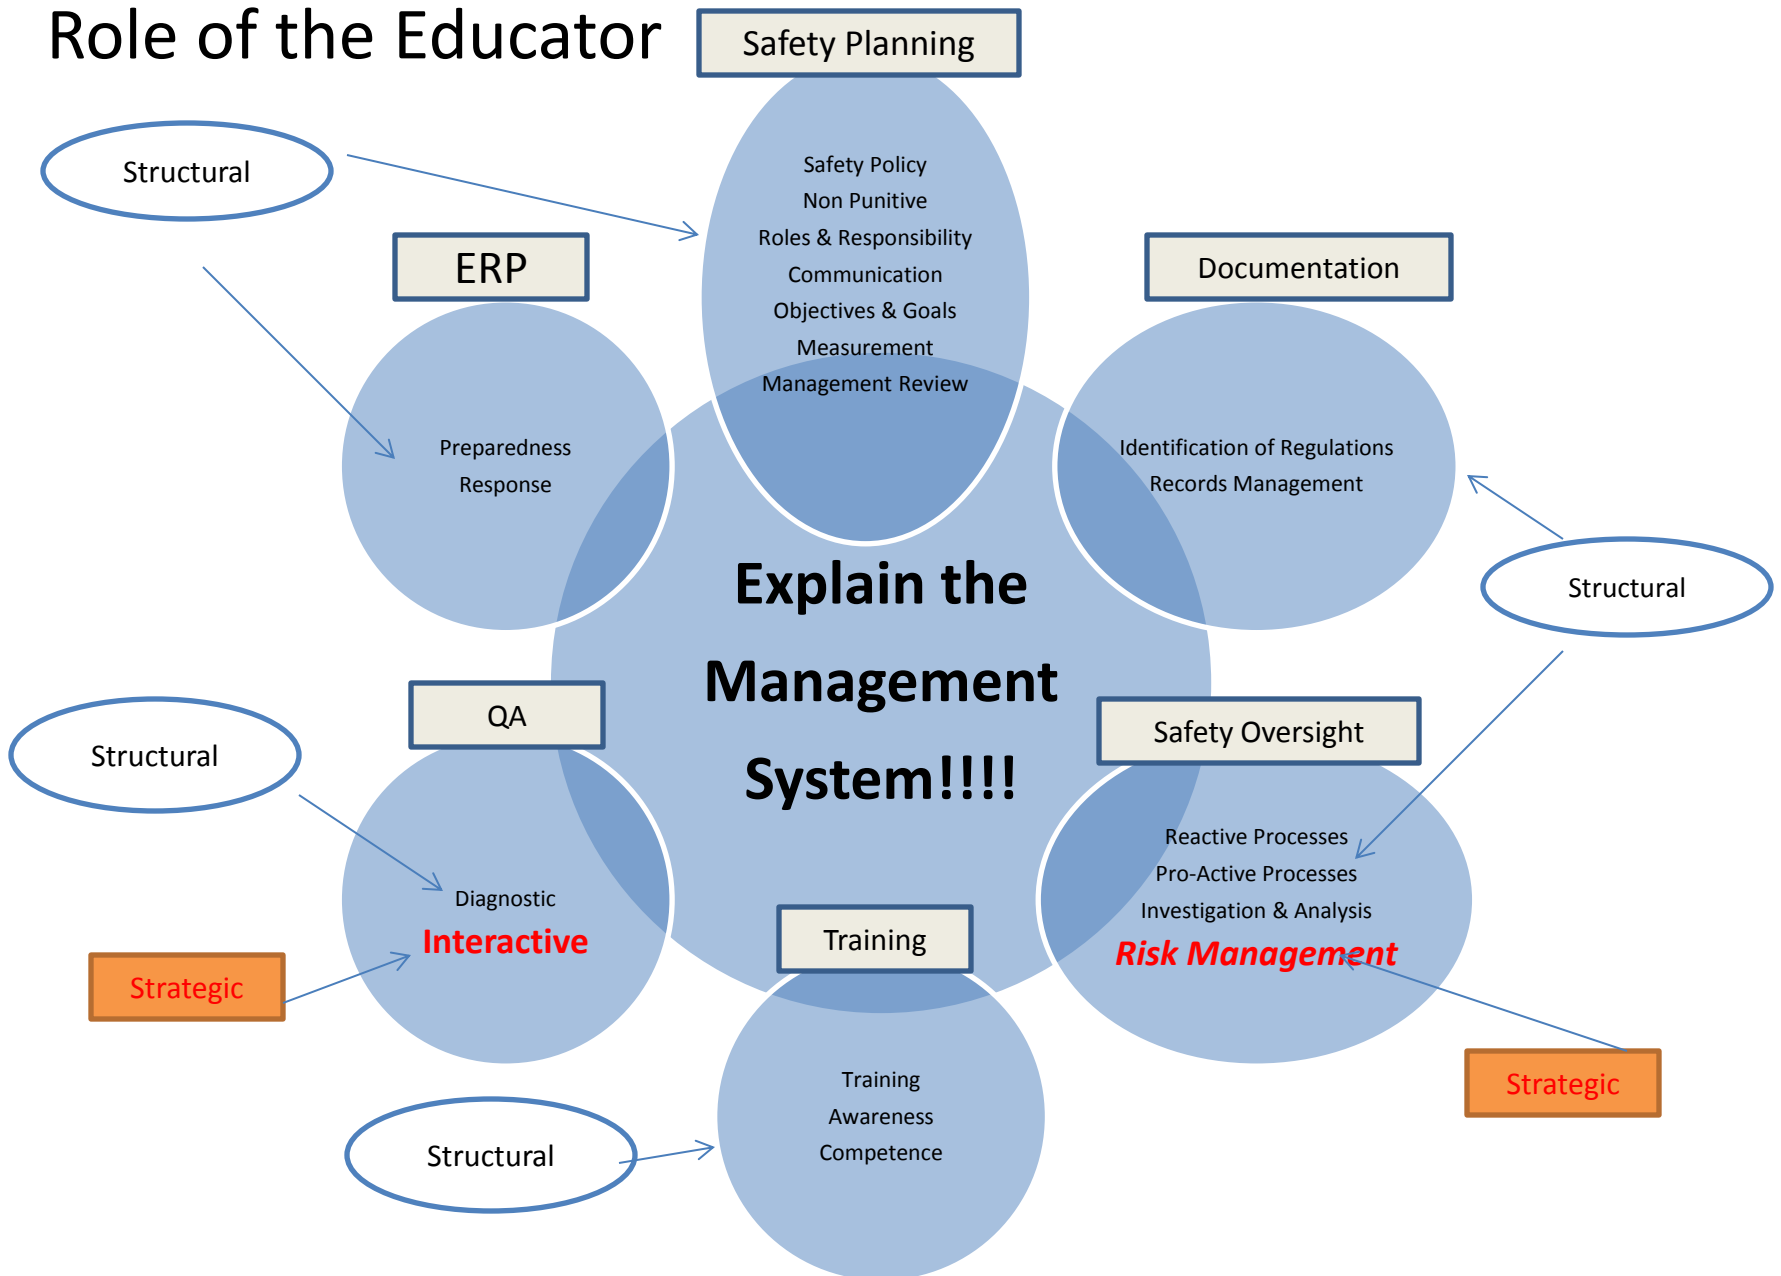 Role of the Educator
Safety Planning
Structural
Safety Policy
Non Punitive
Roles & Responsibility
Communication
Objectives & Goals
Measurement
Management Review
ERP
Preparedness
Response
Documentation
Identification of Regulations
Records Management
Structural
Explain the
Management
System!!!!
QA
Structural
Diagnostic
Interactive
Strategic
Safety Oversight
Reactive Processes
Pro-Active Processes
Investigation & Analysis
Risk Management
Strategic
Training
Training
Awareness
Competence
Structural